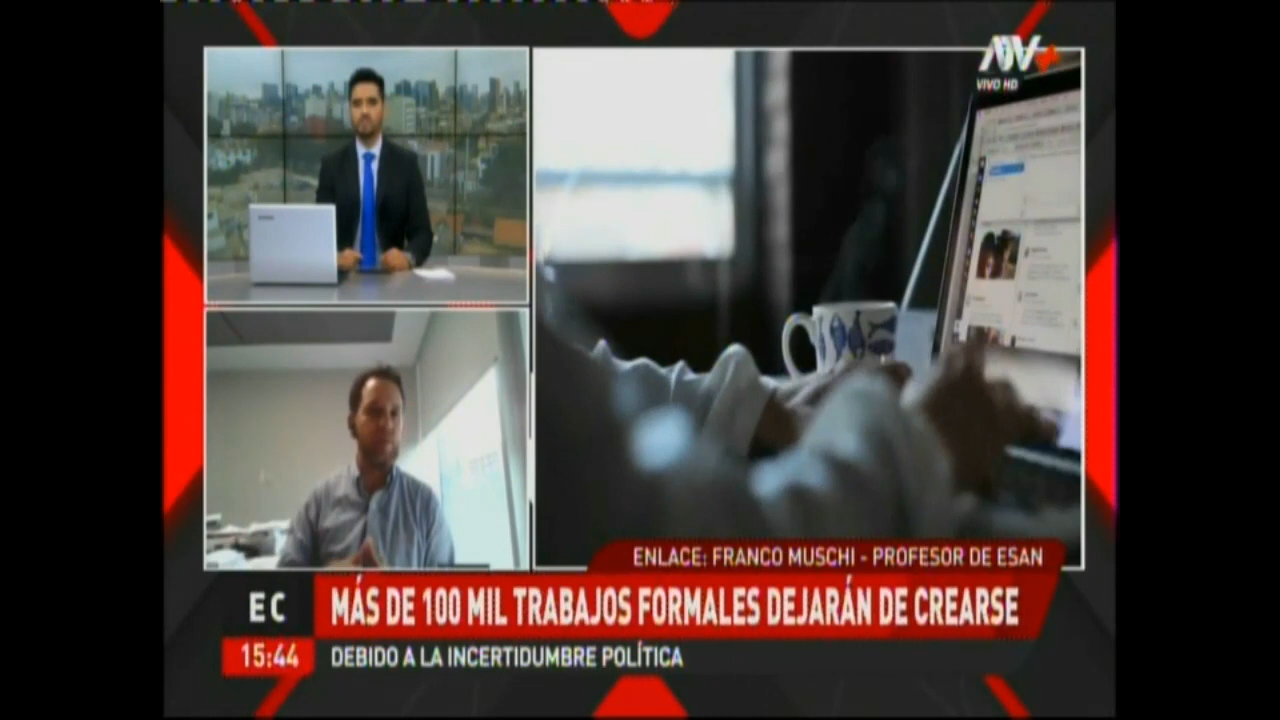 ATV+
VIVO HD
ENLACE: FRANCO MUSCHI - PROFESOR DE ESAN
EC
MÁS DE 100 MIL TRABAJOS FORMALES DEJARÁN DE CREARSE
15:44
DEBIDO A LA INCERTIDUMBRE POLÍTICA